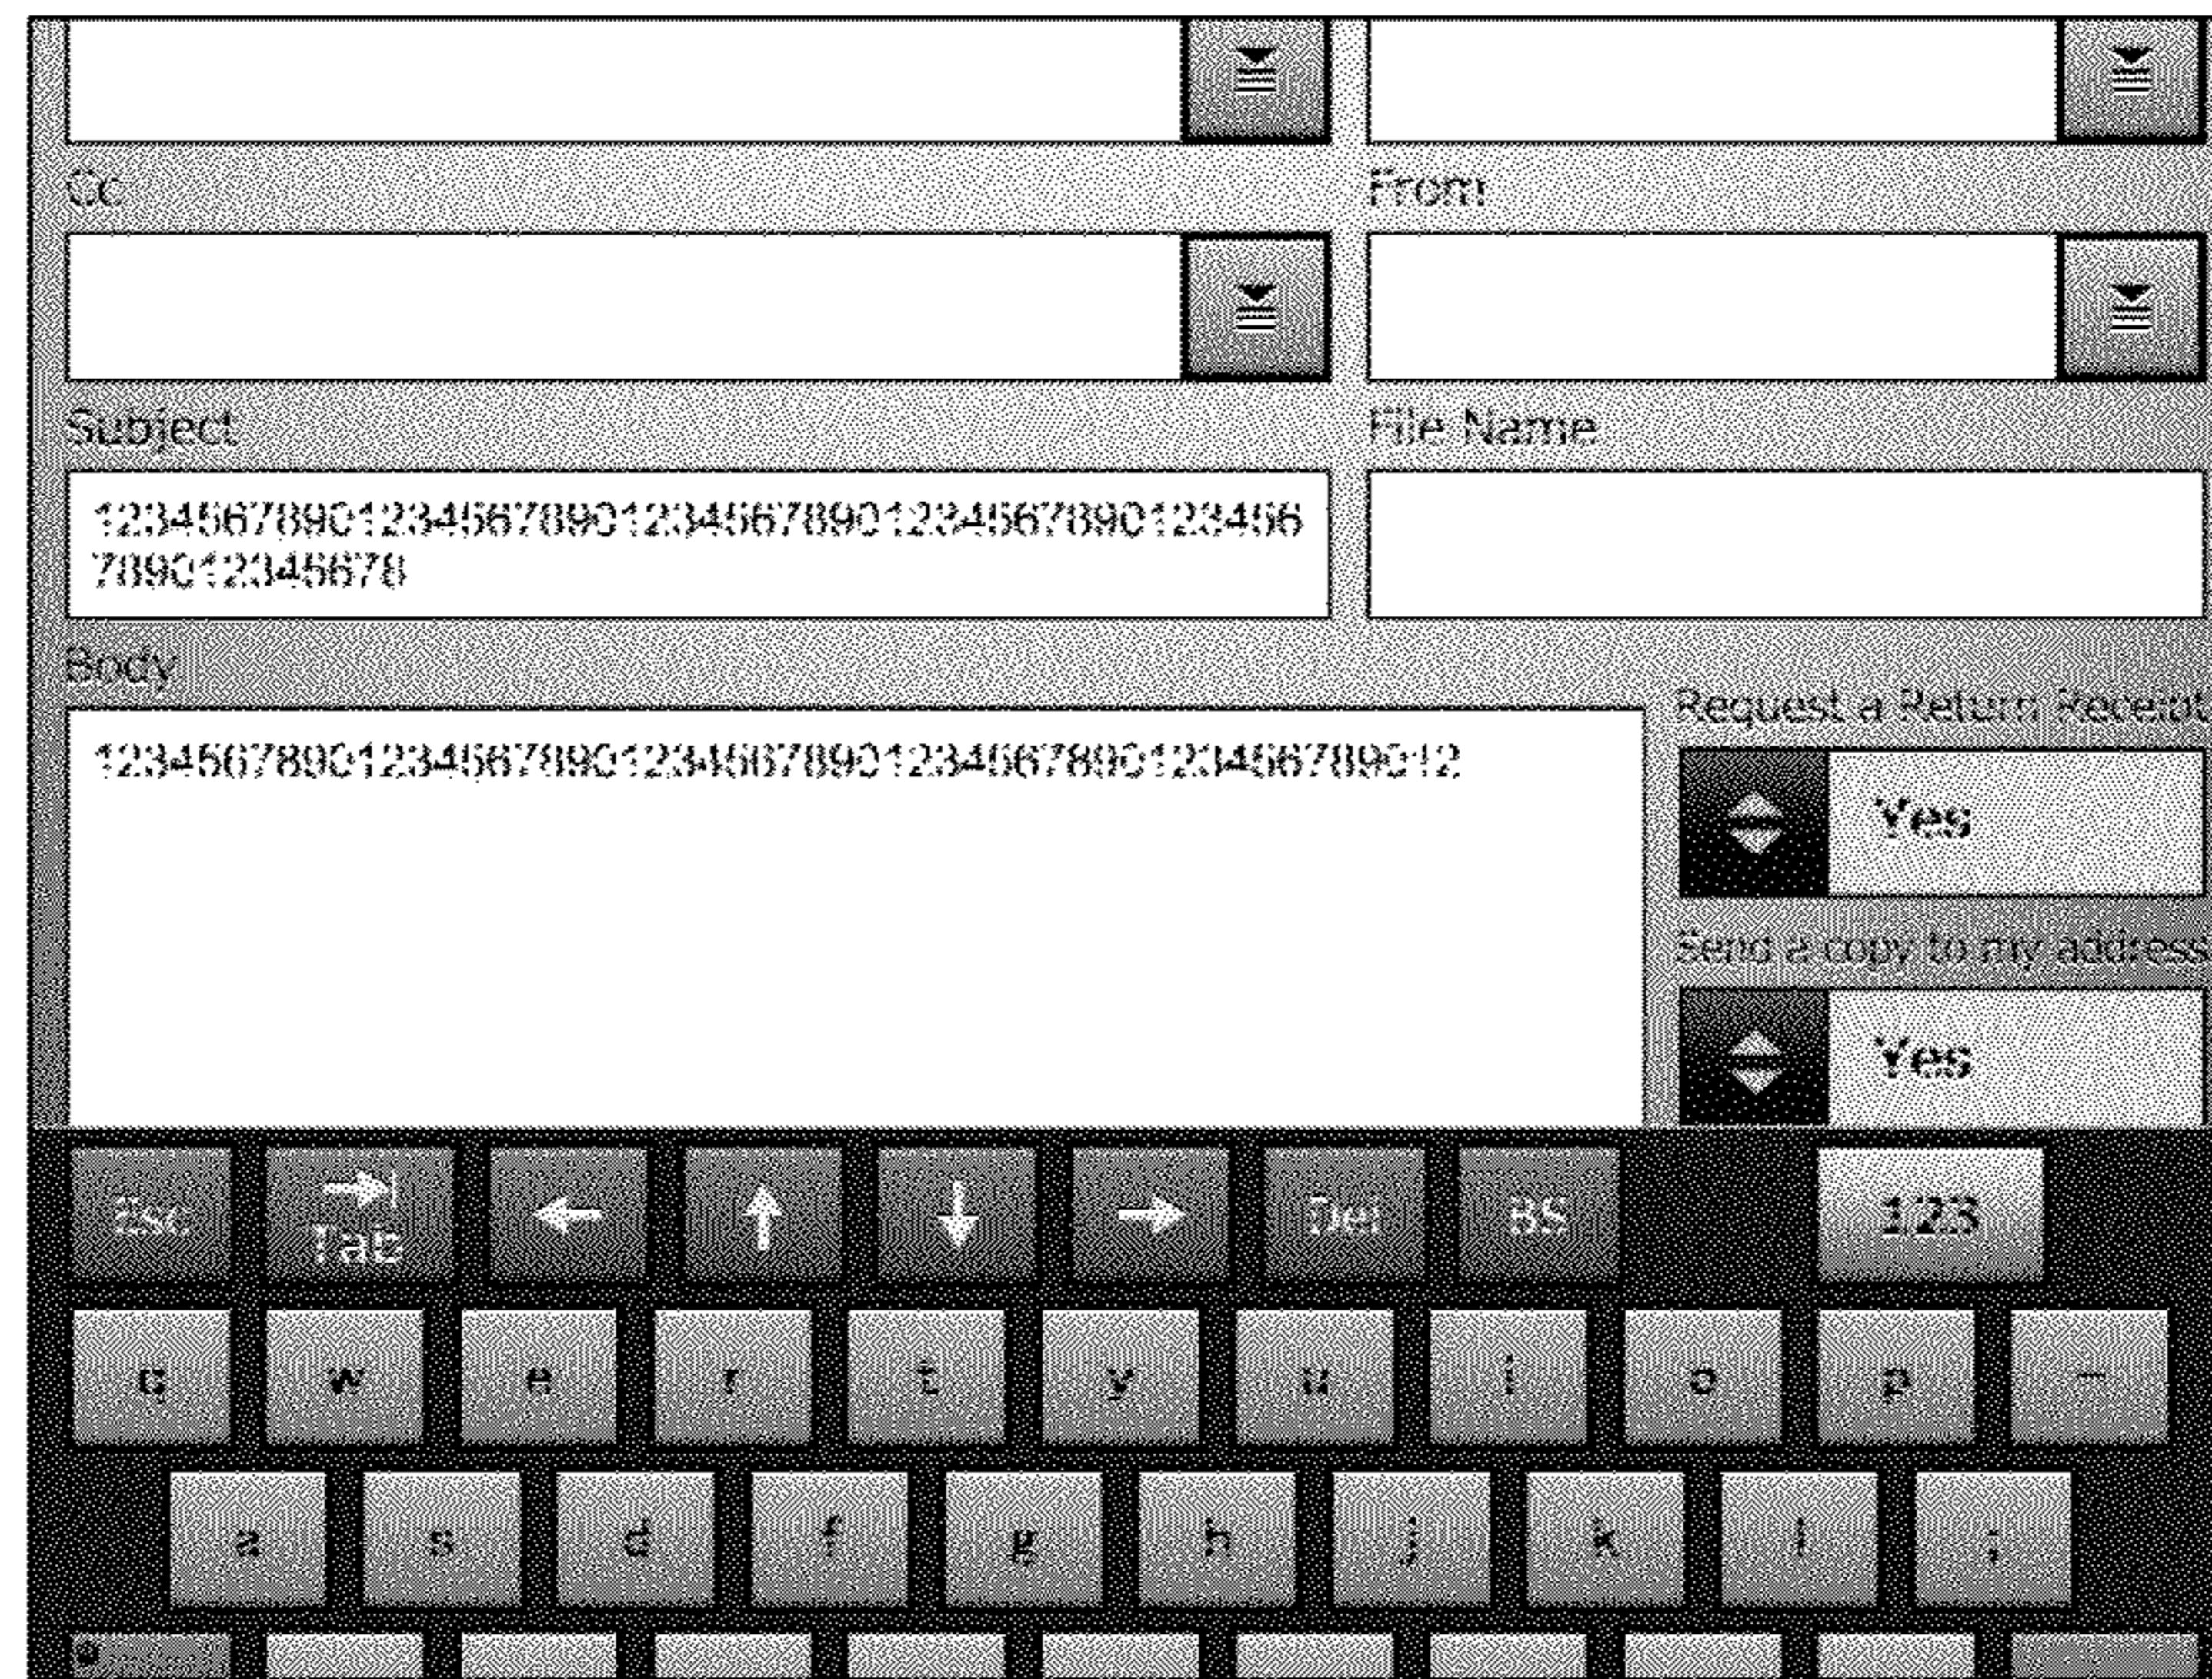 Cc
From
Subject
File Name
1234567890123456789012345678901234567890123456
789012345678
Body
Request a Return Receipt
1234567890123456789012345678901234567890123456789012
Yes
Send a copy to my address
Yes
Esc Tab Del BS 123
q w e r t y u i o p -
a s d f g h j k l ;